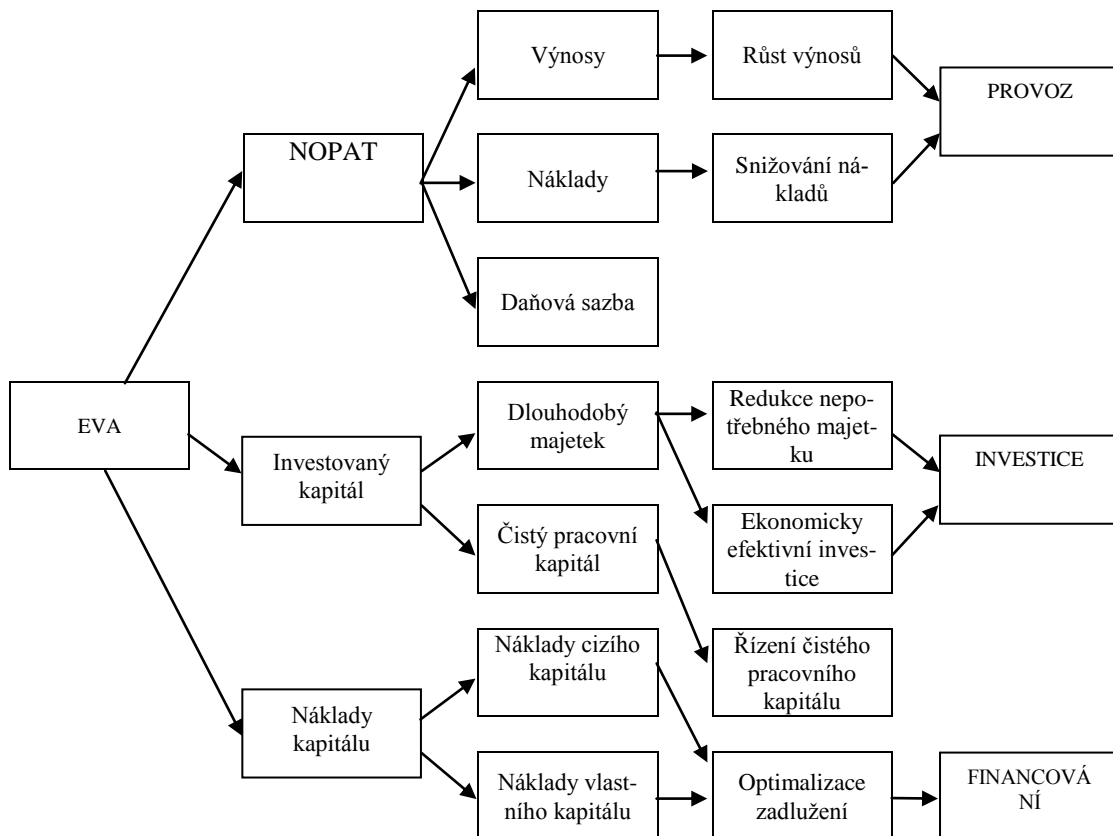 Výnosy
Růst výnosů
PROVOZ
NOPAT
Náklady
Snižování ná-
kladů
Daňová sazba
EVA
Investovaný
kapitál
Dlouhodobý
majetek
Redukce nepo-
třebného majet-
ku
INVESTICE
Čistý pracovní
kapitál
Ekonomicky
efektivní inves-
tice
Náklady cizího
kapitálu
Řízení čistého
pracovního
kapitálu
Náklady
kapitálu
Náklady vlast-
ního kapitálu
Optimalizace
zadlužení
FINANCOVÁ
NÍ